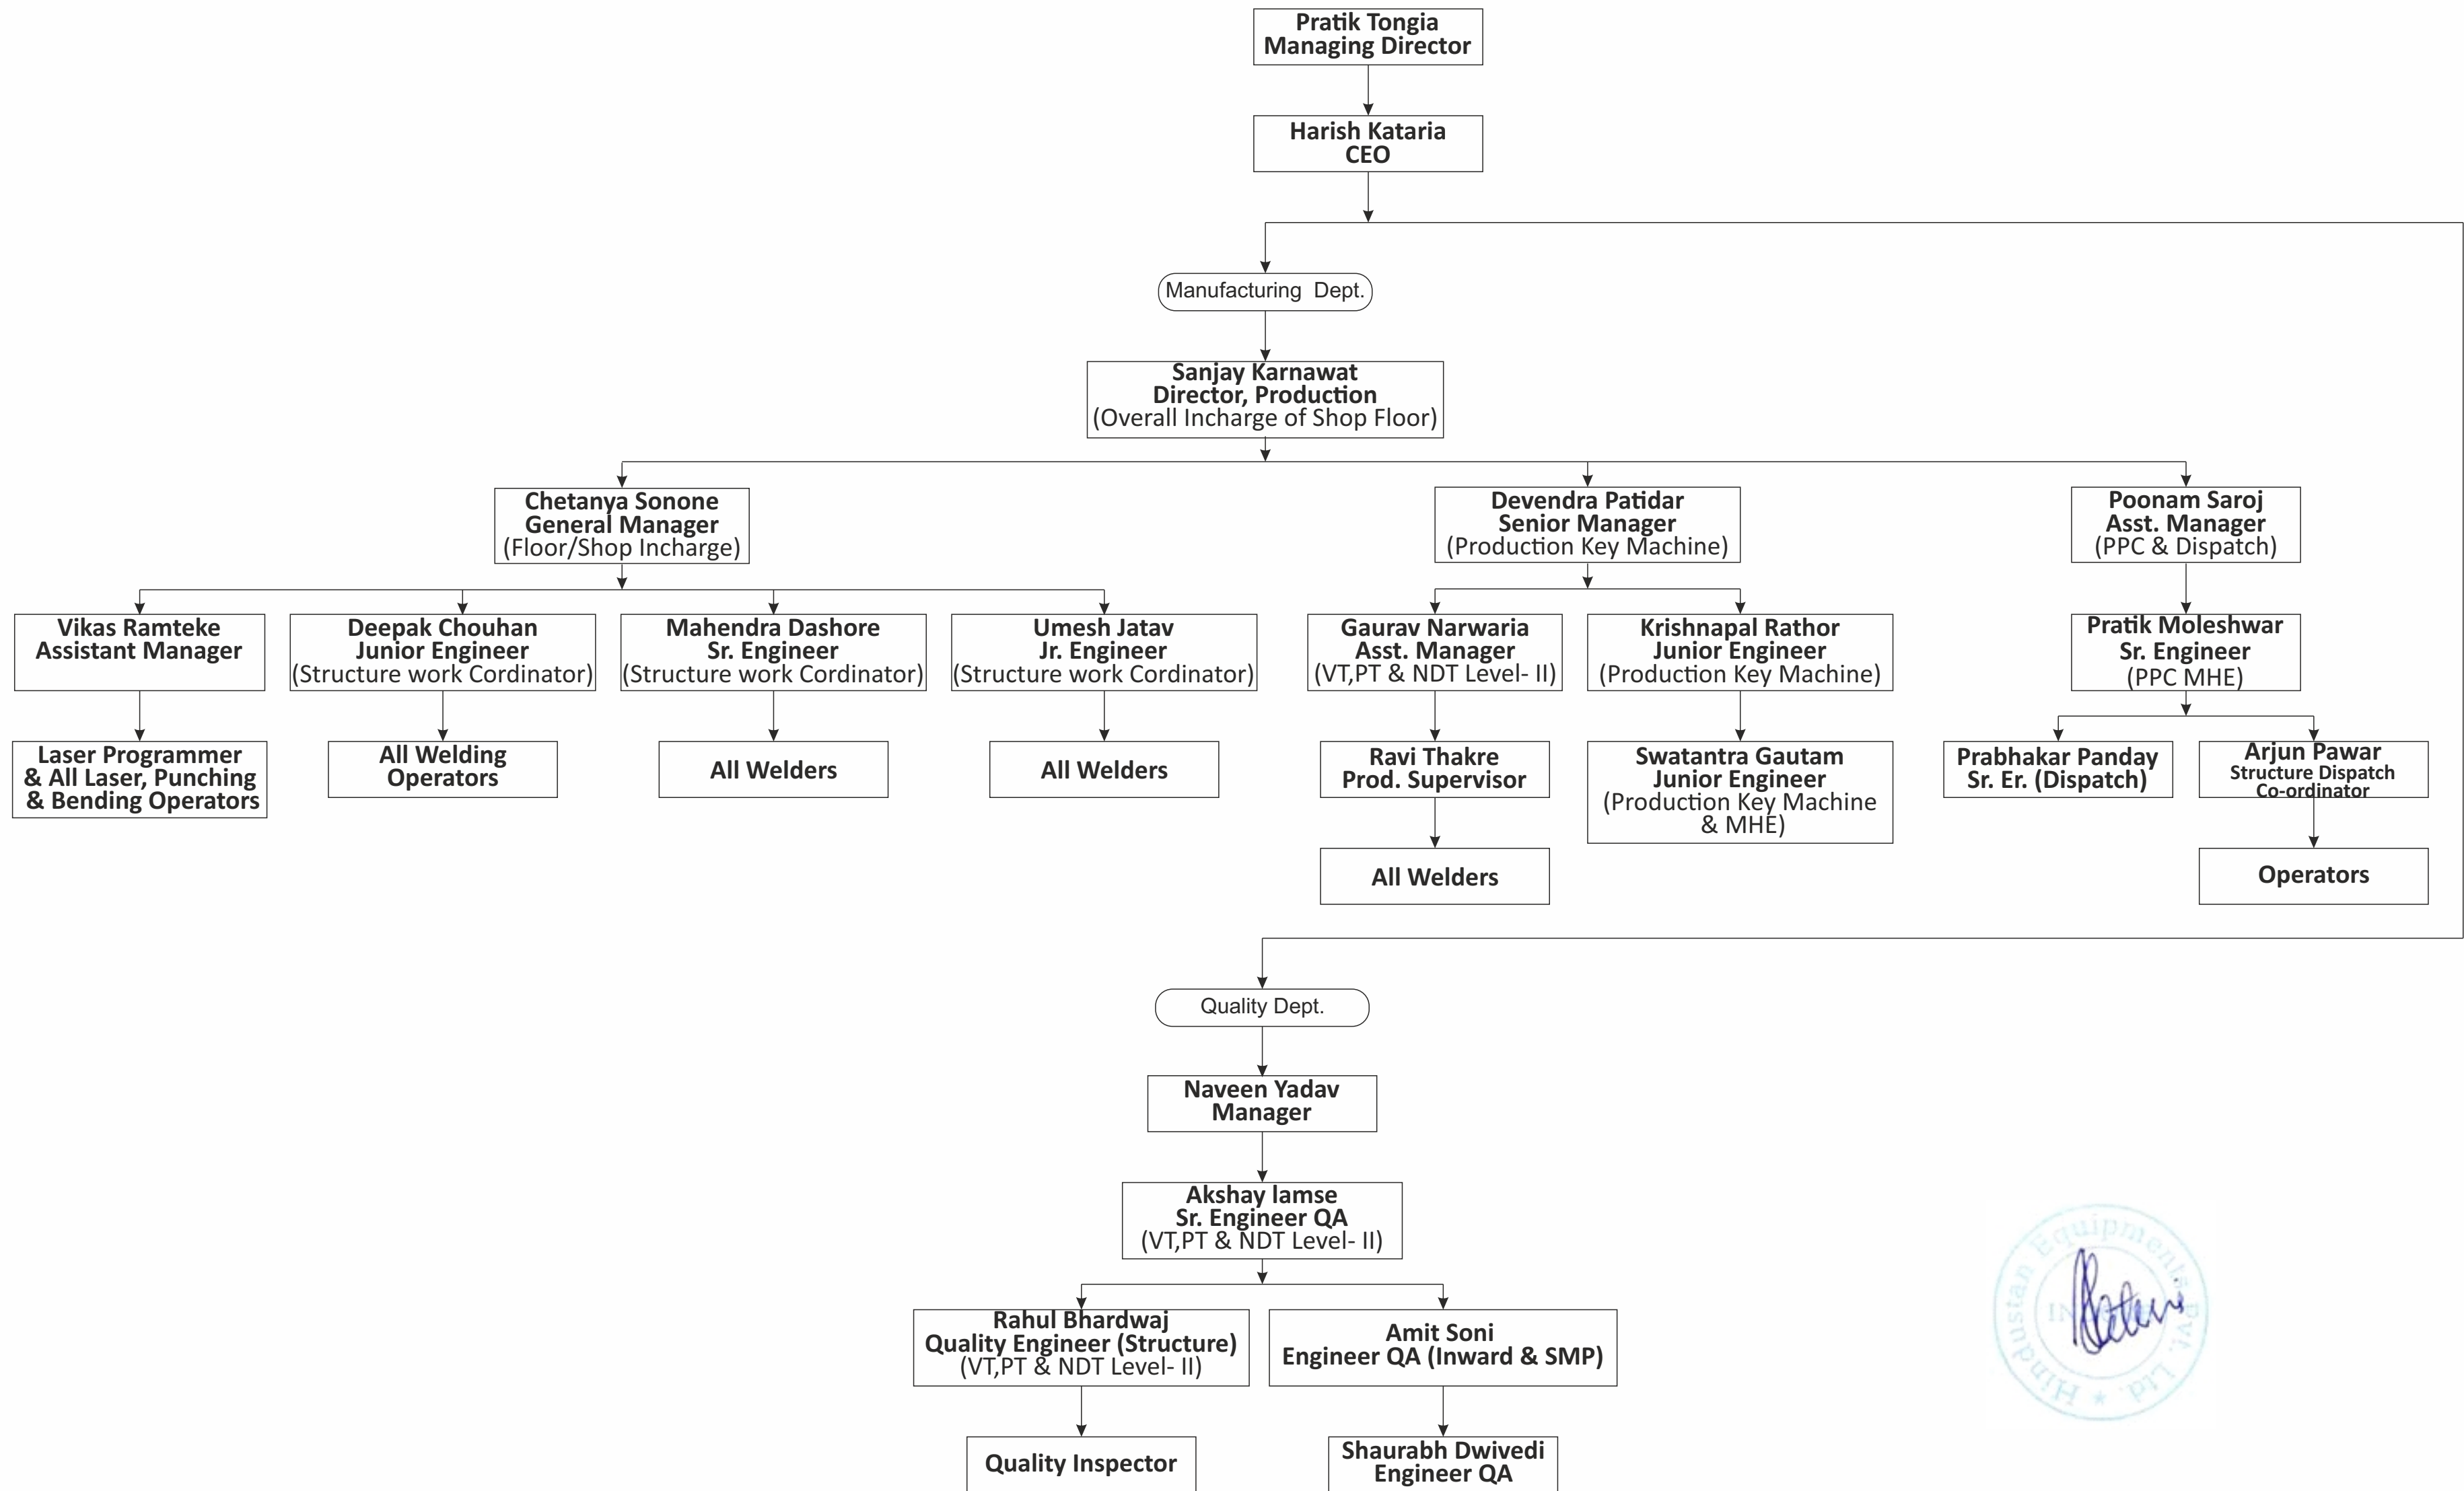 Pratik Tongia
Managing Director
Harish Kataria
CEO
Manufacturing Dept.
Sanjay Karnawat
Director, Production
(Overall Incharge of Shop Floor)
Chetanya Sonone
General Manager
(Floor/Shop Incharge)
Devendra Patidar
Senior Manager
(Production Key Machine)
Poonam Saroj
Asst. Manager
(PPC & Dispatch)
Vikas Ramteke
Assistant Manager
Deepak Chouhan
Junior Engineer
(Structure work Cordinator)
Mahendra Dashore
Sr. Engineer
(Structure work Cordinator)
Umesh Jatav
Jr. Engineer
(Structure work Cordinator)
Gaurav Narwaria
Asst. Manager
(VT,PT & NDT Level- II)
Krishnapal Rathor
Junior Engineer
(Production Key Machine)
Pratik Moleshwar
Sr. Engineer
(PPC MHE)
Laser Programmer
& All Laser, Punching
& Bending Operators
All Welding
Operators
All Welders
All Welders
Ravi Thakre
Prod. Supervisor
Swatantra Gautam
Junior Engineer
(Production Key Machine
& MHE)
Prabhakar Panday
Sr. Er. (Dispatch)
Arjun Pawar
Structure Dispatch
Co-ordinator
All Welders
Operators
Quality Dept.
Naveen Yadav
Manager
Akshay lamse
Sr. Engineer QA
(VT,PT & NDT Level- II)
Rahul Bhardwaj
Quality Engineer (Structure)
(VT,PT & NDT Level- II)
Amit Soni
Engineer QA (Inward & SMP)
Quality Inspector
Shaurabh Dwivedi
Engineer QA
Hindustan Equipments Pvt. Ltd. ★